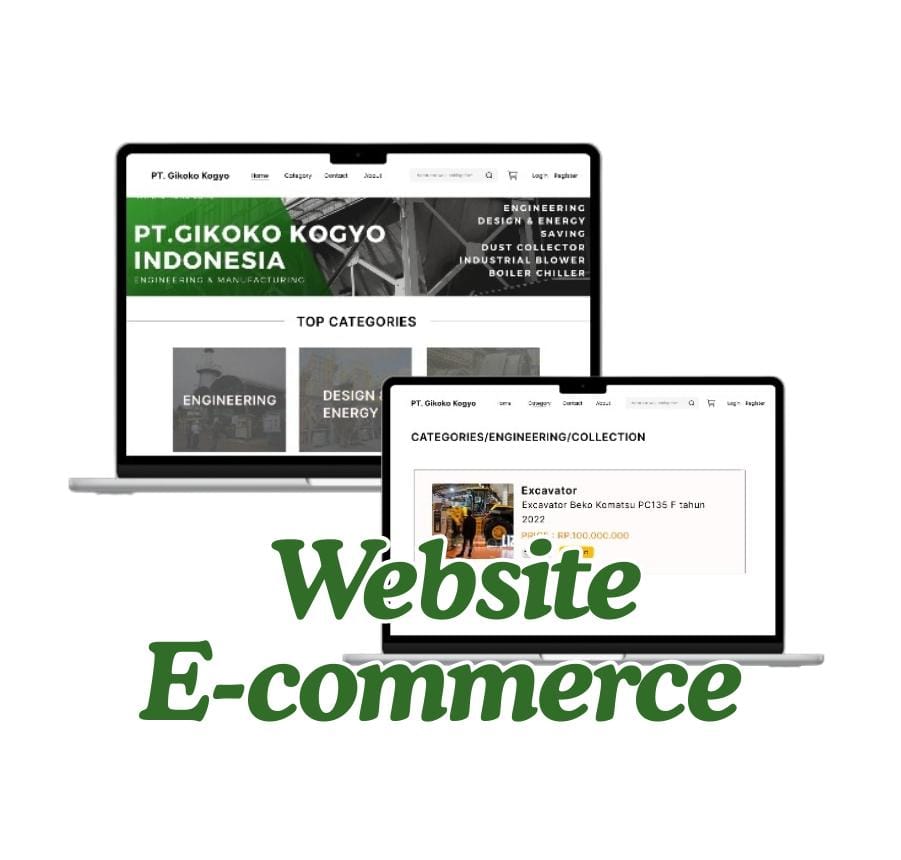 PT. Gikoko Kogyo Home Category Contact About Login Register
PT.GIKOKO KOGYO
INDONESIA
ENGINEERING & MANUFACTURING
ENGINEERING
DESIGN & ENERGY
SAVING
DUST COLLECTOR
INDUSTRIAL BLOWER
BOILER CHILLER
TOP CATEGORIES
ENGINEERING
DESIGN &
ENERGY
PT. Gikoko Kogyo Home Category Contact About Login Register
CATEGORIES/ENGINEERING/COLLECTION
Excavator
Excavator Beko Komatsu PC135 F tahun
2022
PRICE : RP.100.000.000
Website
E-commerce